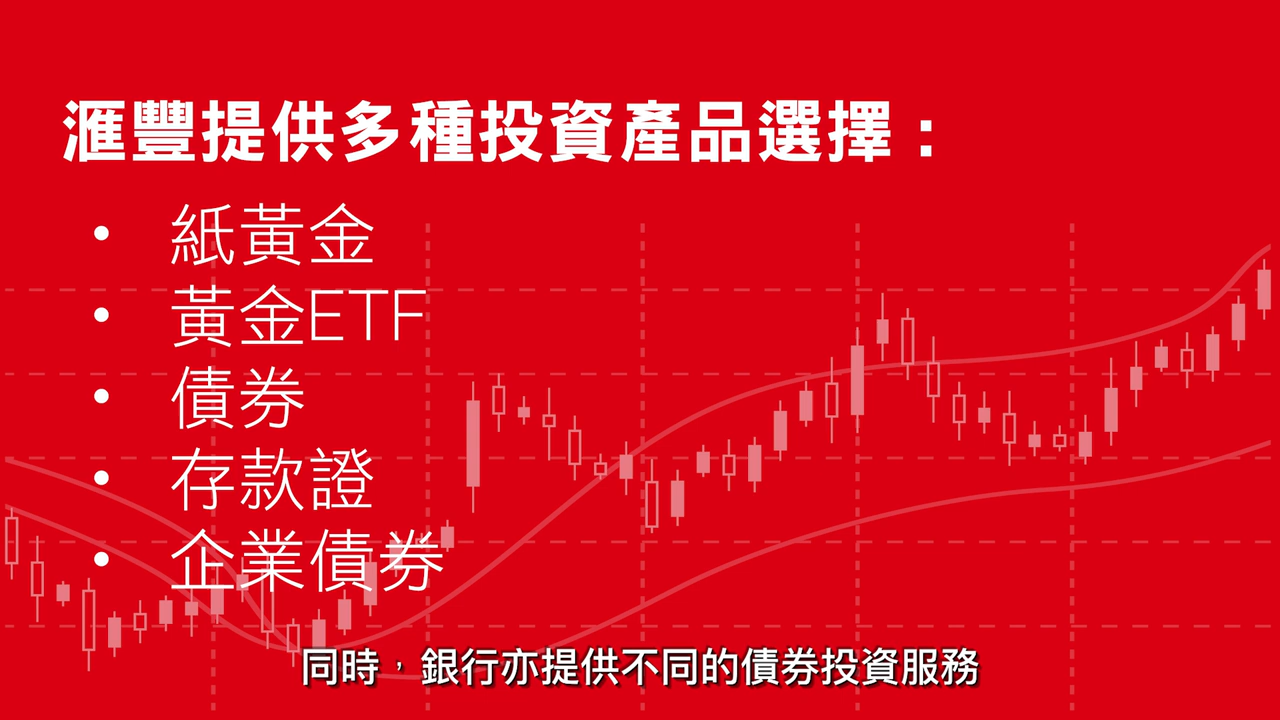 滙豐提供多種投資產品選擇：
• 紙黃金
• 黃金ETF
• 債券
• 存款證
• 企業債券
同時，銀行亦提供不同的債券投資服務